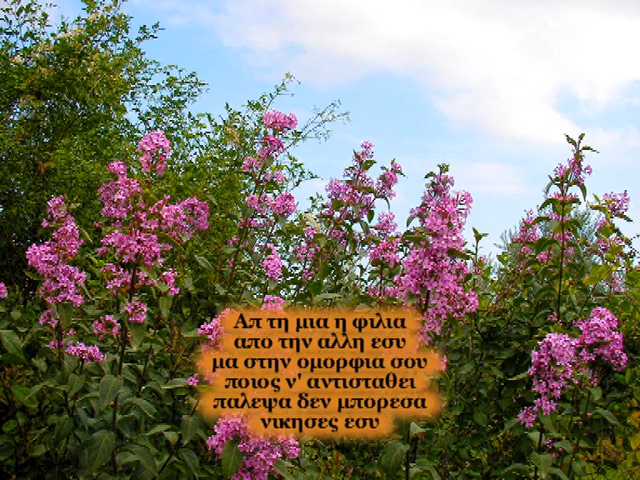 Απ τη μια ή φιλια
απο την αλλη εσυ
μα στην ομορφια σου
ποιος ν' αντισταθει
παλεψα δεν μπορεσα
νικησες εσυ